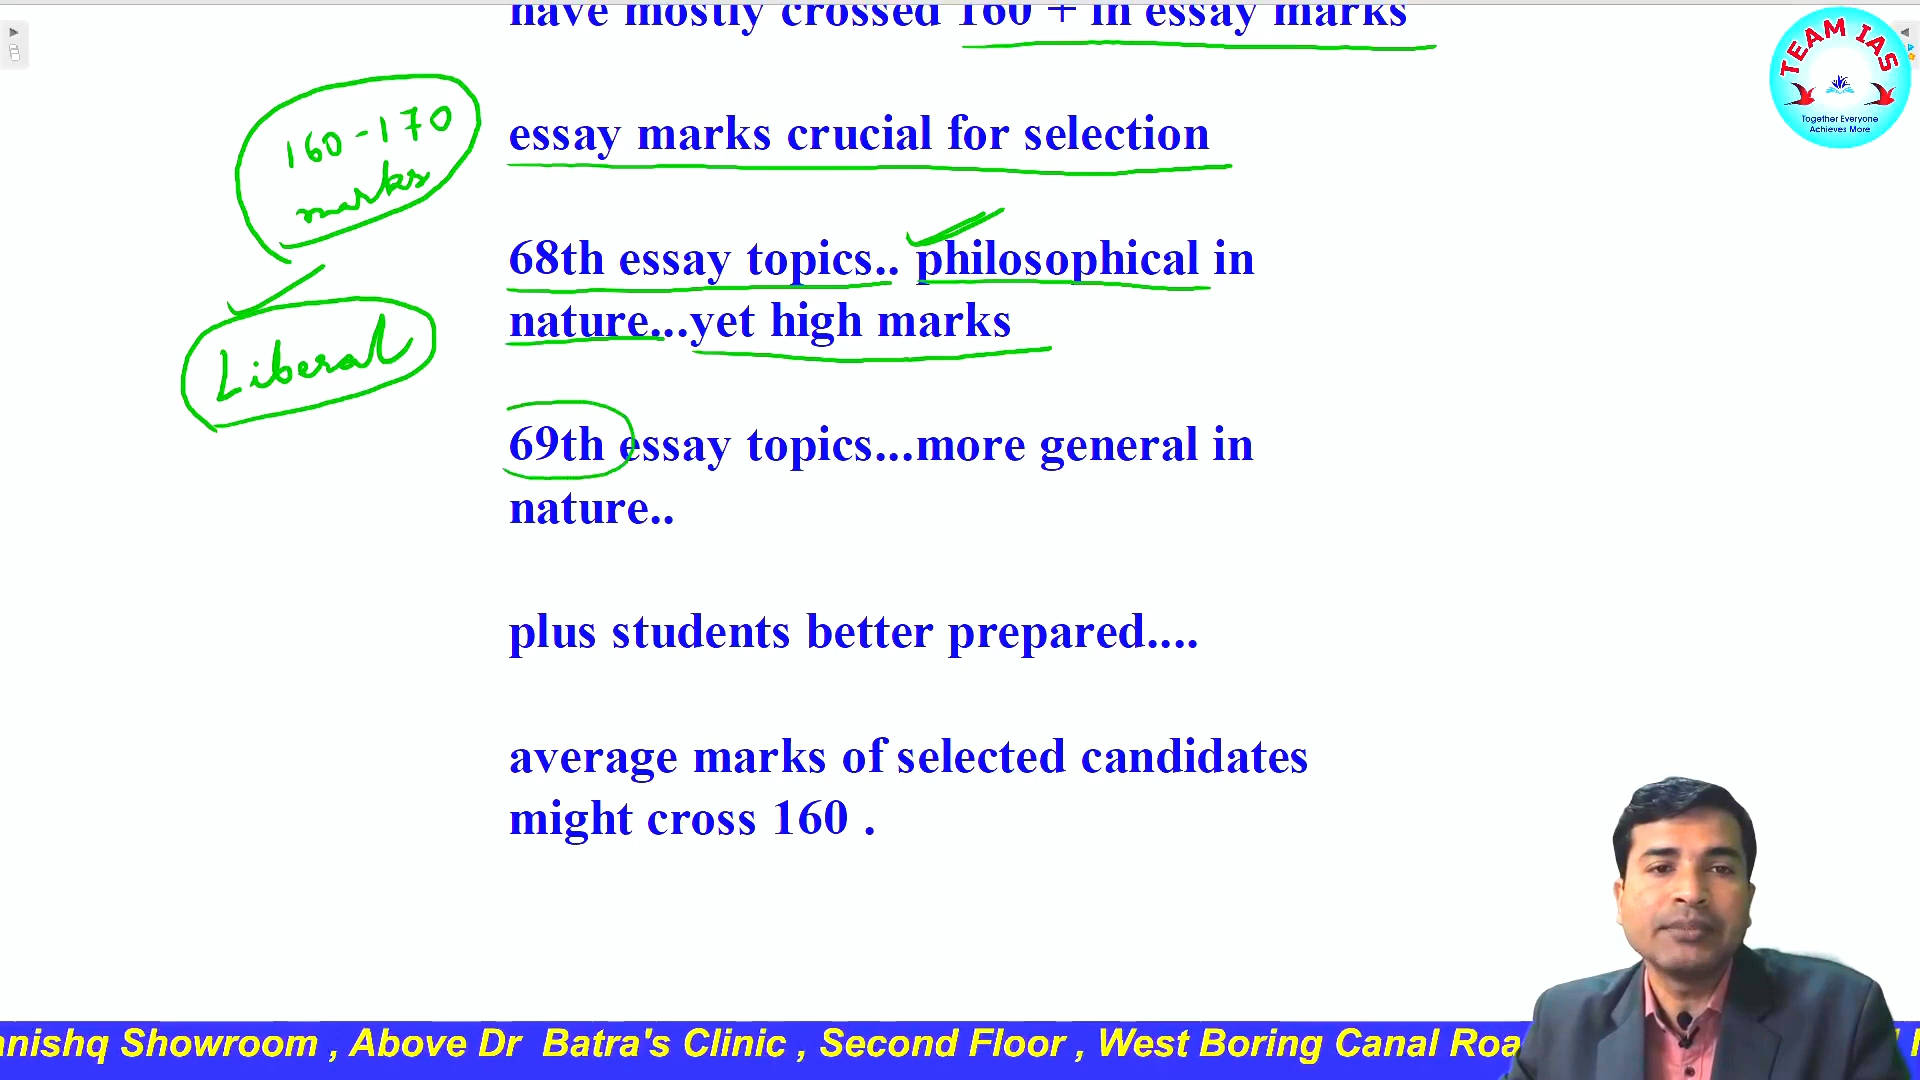 have mostly crossed 160 + in essay marks
TEAM IAS
Together Everyone
Achieves More
160-170
marks
essay marks crucial for selection
68th essay topics.. philosophical in
nature...yet high marks
Liberal
69th essay topics...more general in
nature..
plus students better prepared....
average marks of selected candidates
might cross 160 .
anishq Showroom , Above Dr Batra's Clinic , Second Floor , West Boring Canal Roa